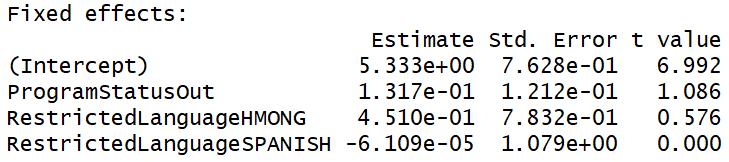 Fixed effects:
Estimate Std. Error t value
(Intercept) 5.333e+00 7.628e-01 6.992
ProgramStatusOut 1.317e-01 1.212e-01 1.086
RestrictedLanguageHMONG 4.510e-01 7.832e-01 0.576
RestrictedLanguageSPANISH -6.109e-05 1.079e+00 0.000